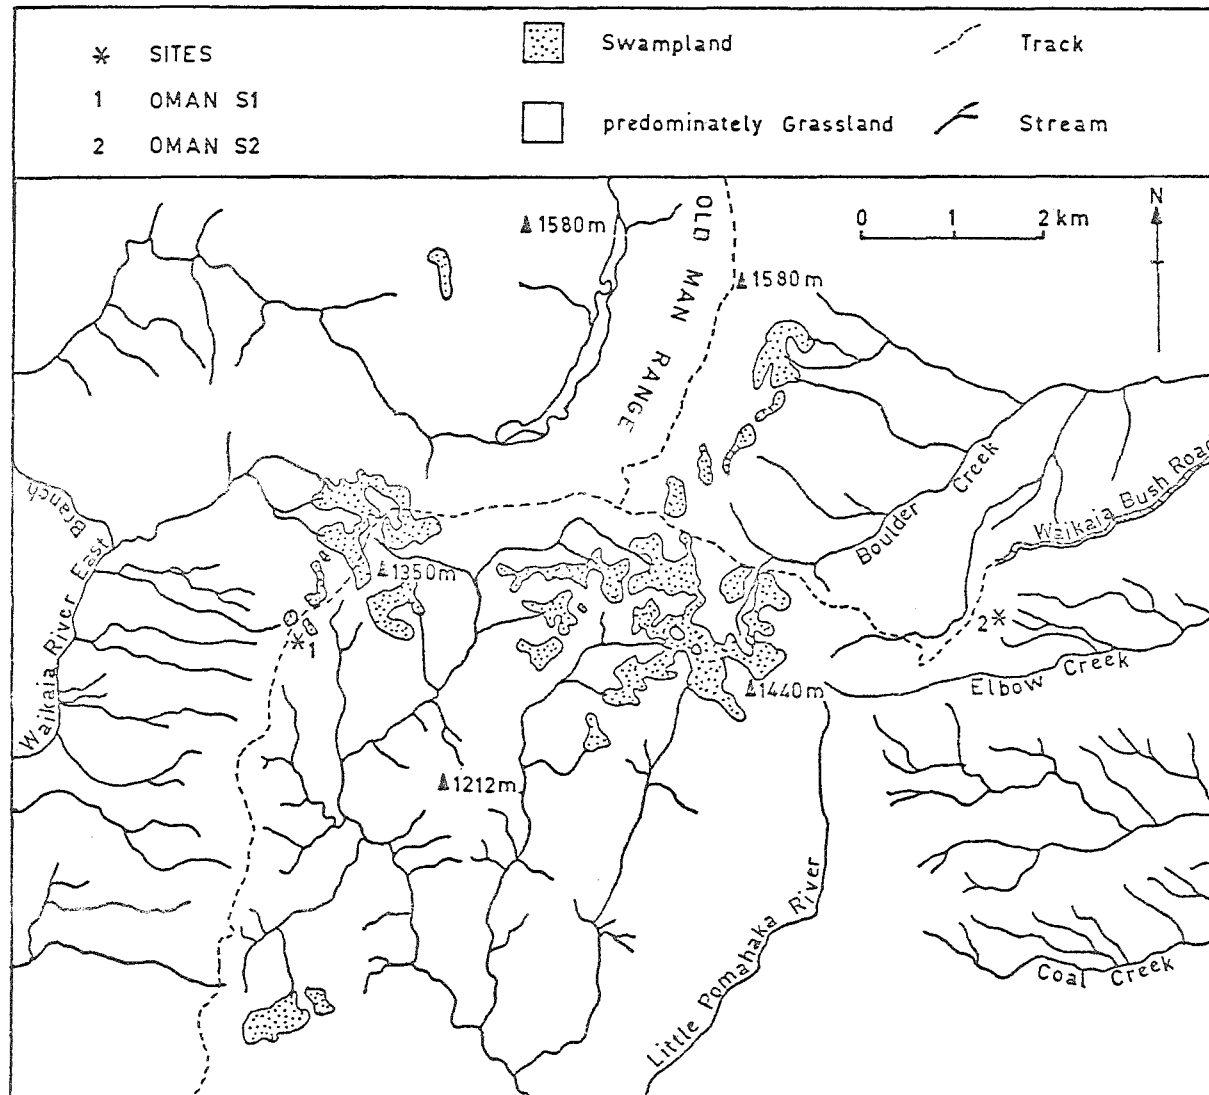 * SITES
1 OMAN S1
2 OMAN S2
Swampland
predominately Grassland
Track
Stream
1580m
OLD MAN RANGE
0 1 2 km
N
1580m
Boulder Creek
Waikaia Bush Road
Waikaia River East Branch
1350m
1
2
Elbow Creek
1440m
1212m
Little Pomahaka River
Coal Creek